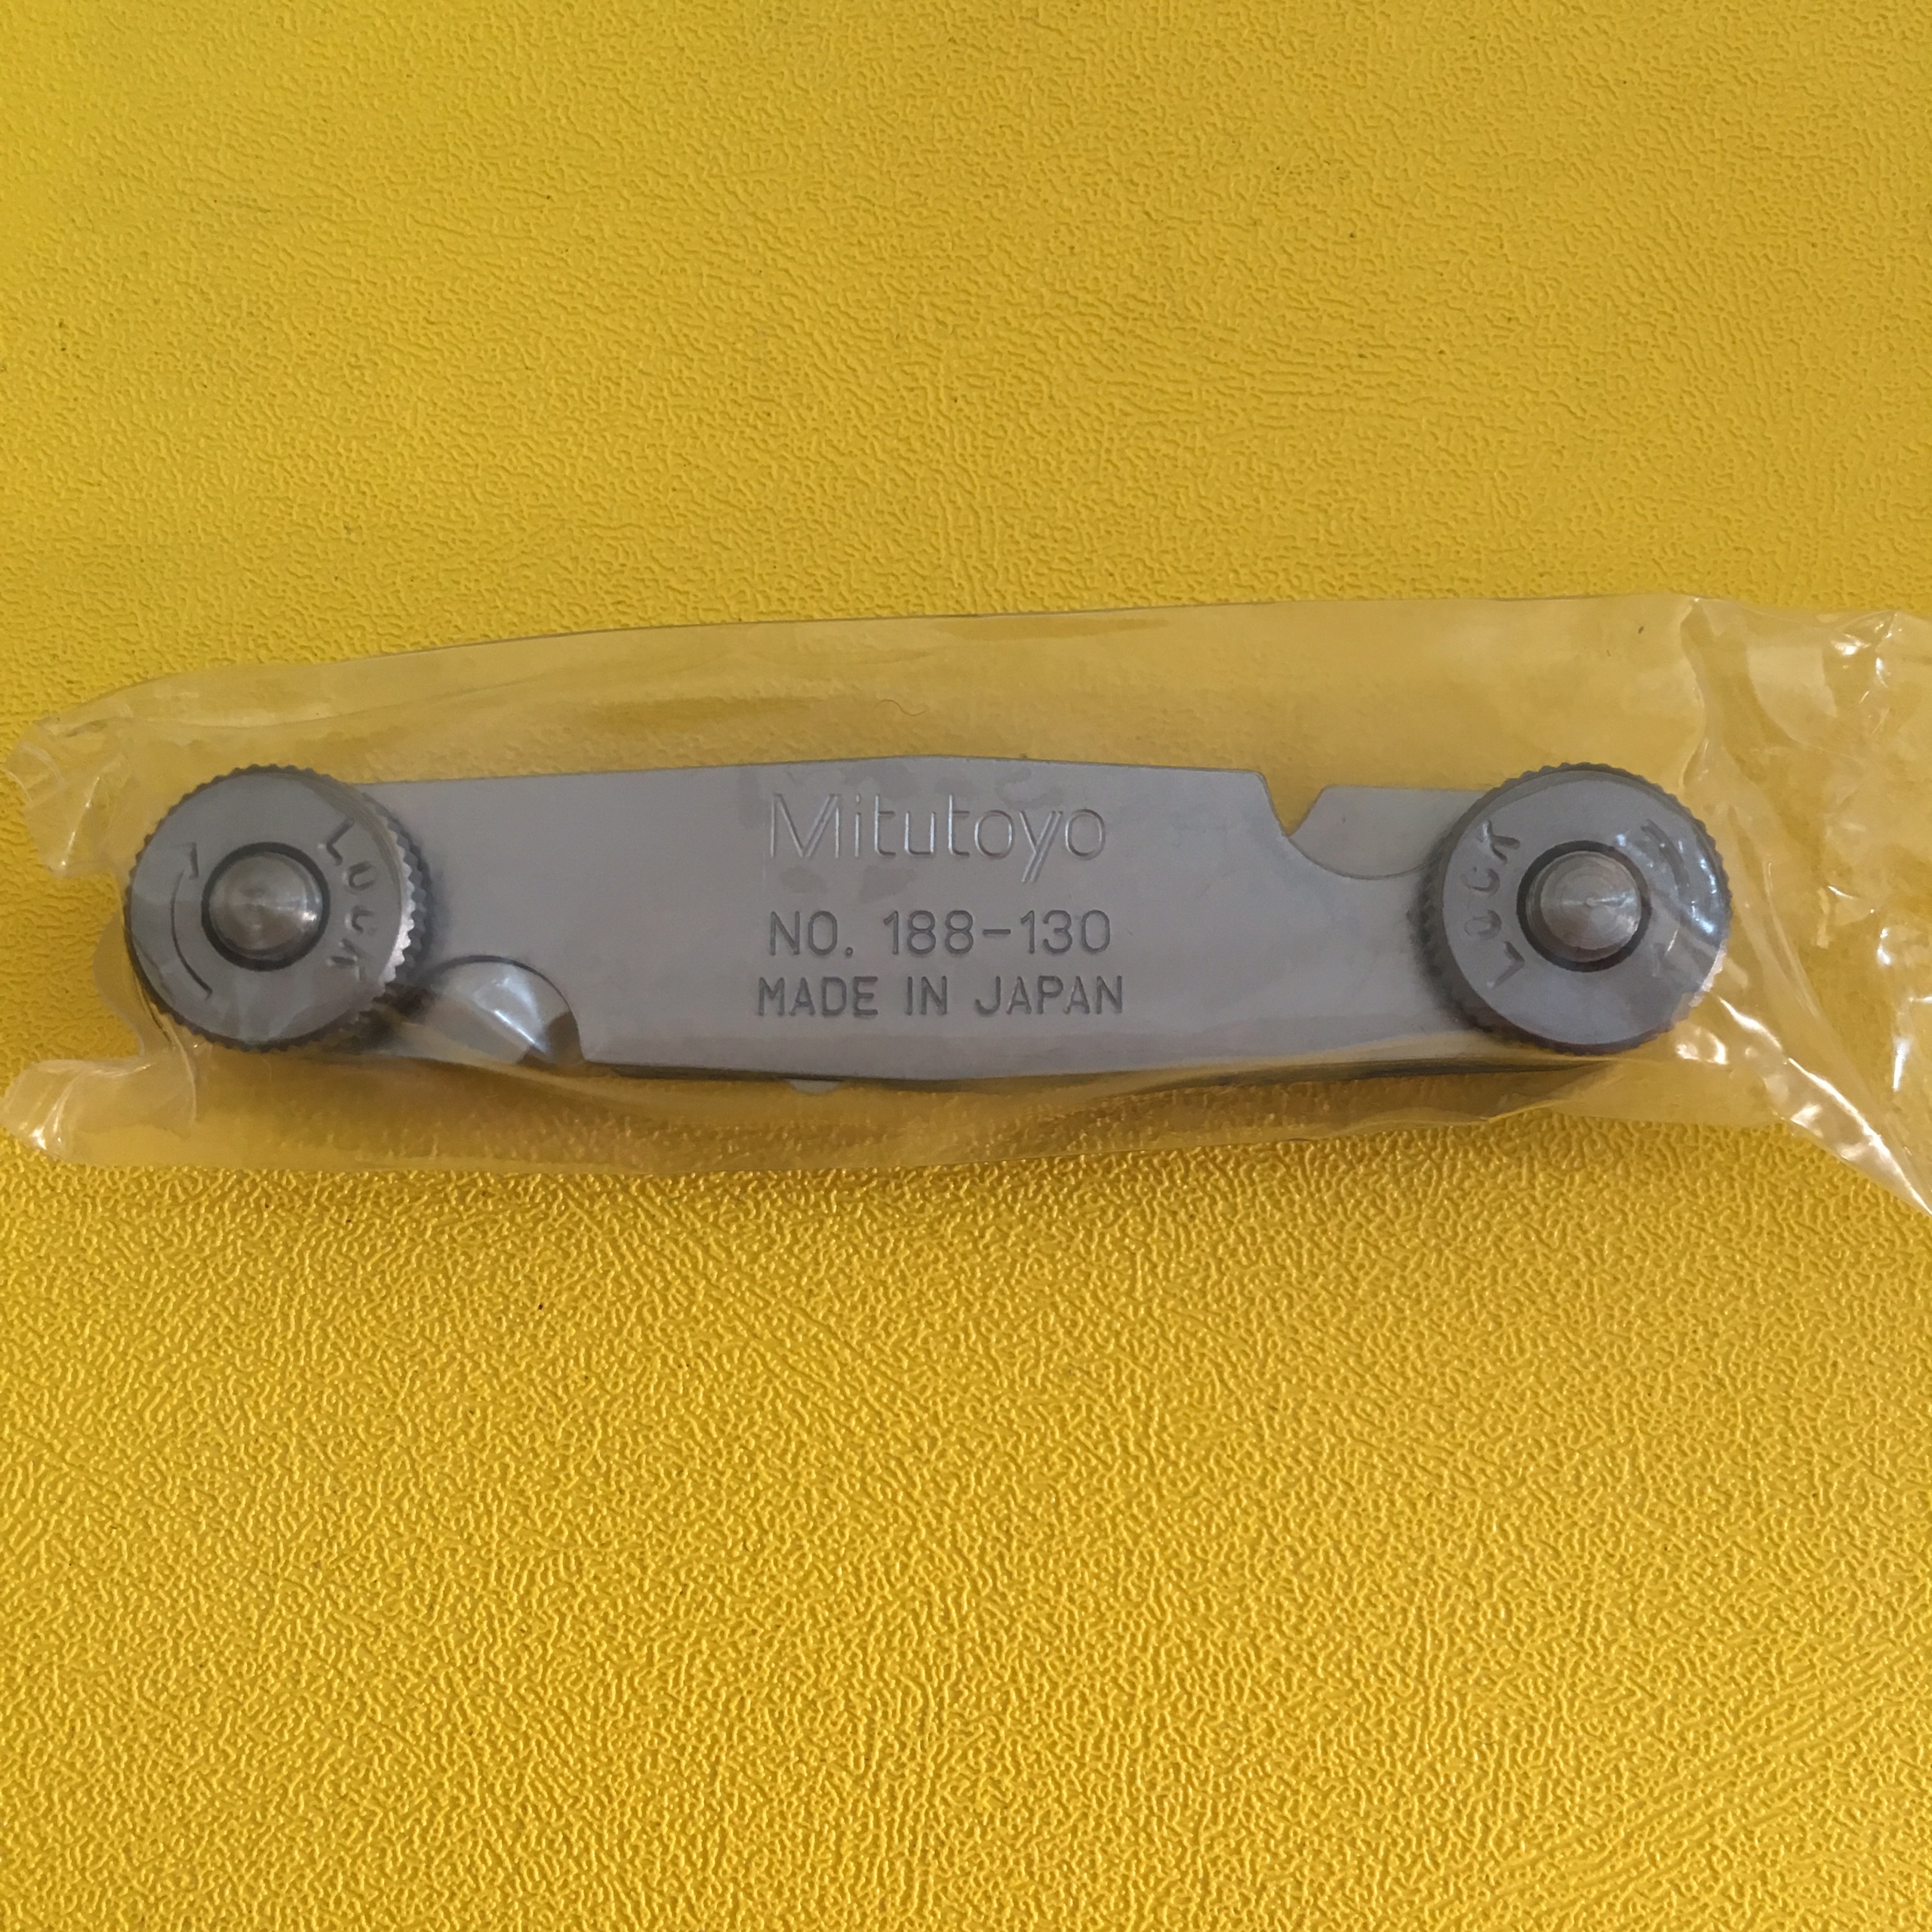 LOCK
Mitutoyo
NO. 188-130
MADE IN JAPAN
LOCK